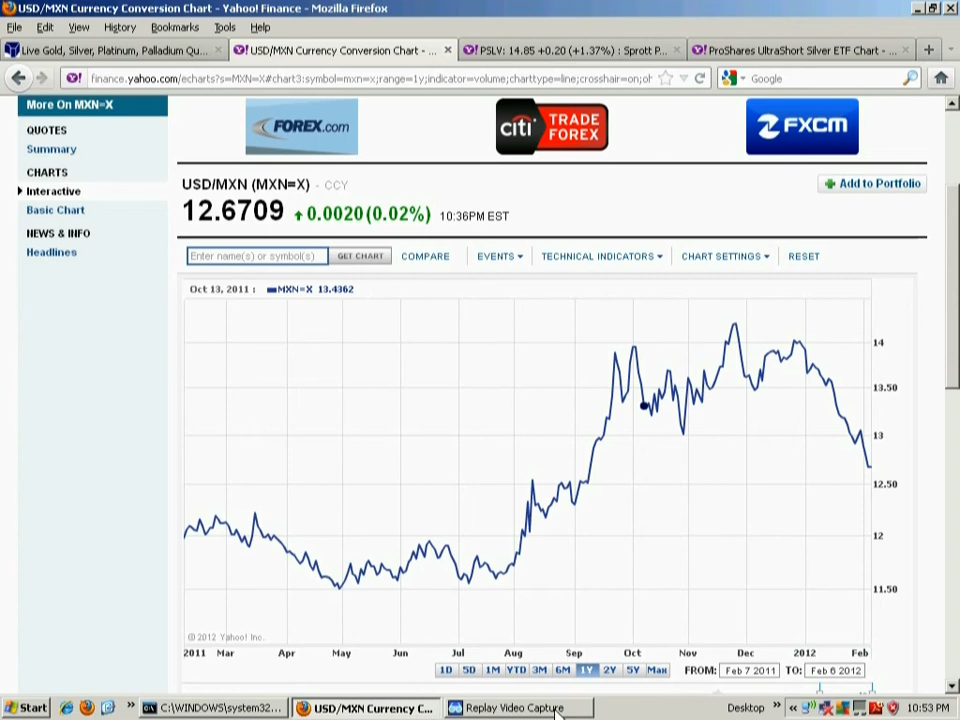 USD/MXN Currency Conversion Chart - Yahoo! Finance - Mozilla Firefox
File Edit View History Bookmarks Tools Help
Live Gold, Silver, Platinum, Palladium Qu... × USD/MXN Currency Conversion Chart - ... × PSLV: 14.85 +0.20 (+1.37%) : Sprott P... × ProShares UltraShort Silver ETF Chart - ... × +
finance.yahoo.com/echarts?s=MXN=X#chart3:symbol=mxn=x;range=1y;indicator=volume;charttype=line;crosshair=on;oh Google
More On MXN=X
QUOTES
Summary
CHARTS
Interactive
Basic Chart
NEWS & INFO
Headlines
FOREX.com
citi TRADE FOREX
FXCM
USD/MXN (MXN=X) - CCY
Add to Portfolio
12.6709 0.0020(0.02%) 10:36PM EST
Enter name(s) or symbol(s) GET CHART COMPARE EVENTS TECHNICAL INDICATORS CHART SETTINGS RESET
Oct 13, 2011 : MXN=X 13.4362
14
13.50
13
12.50
12
11.50
© 2012 Yahoo! Inc.
2011 Mar Apr May Jun Jul Aug Sep Oct Nov Dec 2012 Feb
1D 5D 1M YTD 3M 6M 1Y 2Y 5Y Max FROM: Feb 7 2011 TO: Feb 6 2012
Start » C:\WINDOWS\system32... USD/MXN Currency C... Replay Video Capture Desktop » « 10:53 PM